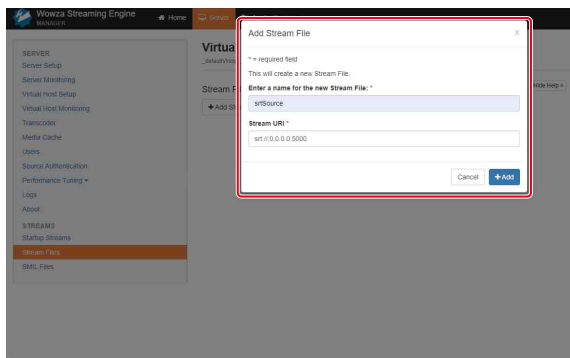 Wowza Streaming Engine
MANAGER
Home
Server
Add Stream File
X
* = required field
This will create a new Stream File.
Enter a name for the new Stream File: *
srtSource
Stream URI *
srt://:0.0.0.0:5000
Cancel
+Add
SERVER
Server Setup
Server Monitoring
Virtual Host Setup
Virtual Host Monitoring
Transcoder
Media Cache
Users
Source Authentication
Performance Tuning
Logs
About
STREAMS
Startup Streams
Stream Files
SMIL Files
Virtua
Stream F
+Add St
Hide Help »